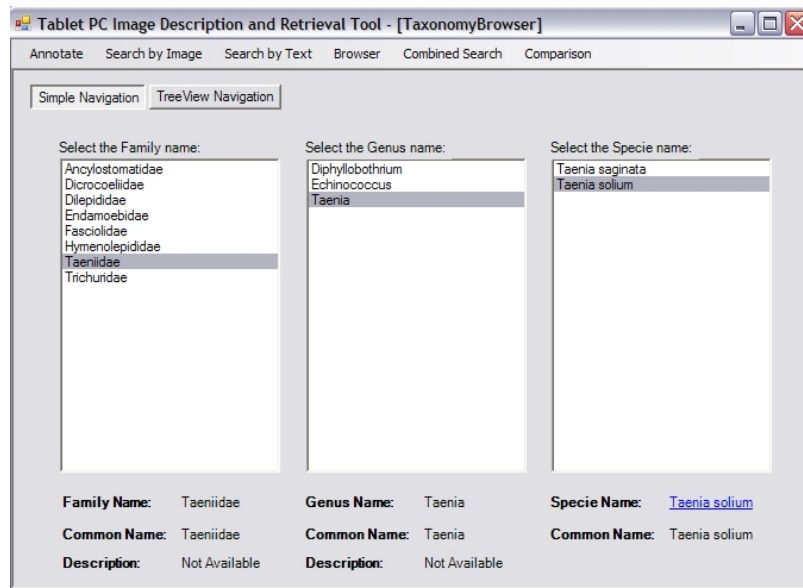 Tablet PC Image Description and Retrieval Tool - [TaxonomyBrowser]
Annotate Search by Image Search by Text Browser Combined Search Comparison
Simple Navigation TreeView Navigation
Select the Family name:
Ancylostomatidae
Dicrocoeliidae
Dilepididae
Endamoebidae
Fasciolidae
Hymenolepididae
Taeniidae
Trichuridae
Select the Genus name:
Diphyllobothrium
Echinococcus
Taenia
Select the Specie name:
Taenia saginata
Taenia solium
Family Name: Taeniidae
Common Name: Taeniidae
Description: Not Available
Genus Name: Taenia
Common Name: Taenia
Description: Not Available
Specie Name: Taenia solium
Common Name: Taenia solium